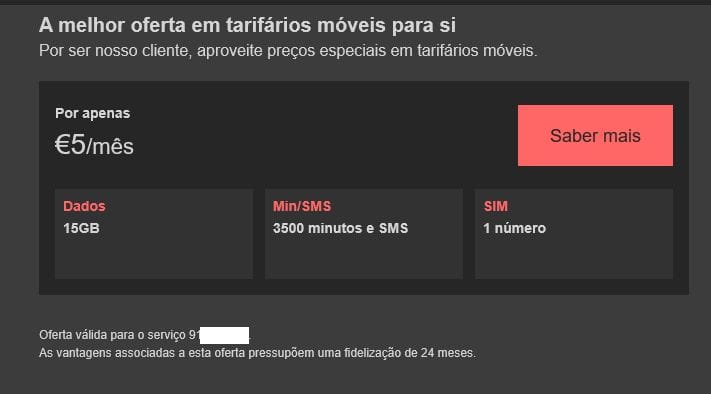 A melhor oferta em tarifários móveis para si
Por ser nosso cliente, aproveite preços especiais em tarifários móveis.
Por apenas
€5/mês
Saber mais
Dados
15GB
Min/SMS
3500 minutos e SMS
SIM
1 número
Oferta válida para o serviço 91
As vantagens associadas a esta oferta pressupõem uma fidelização de 24 meses.